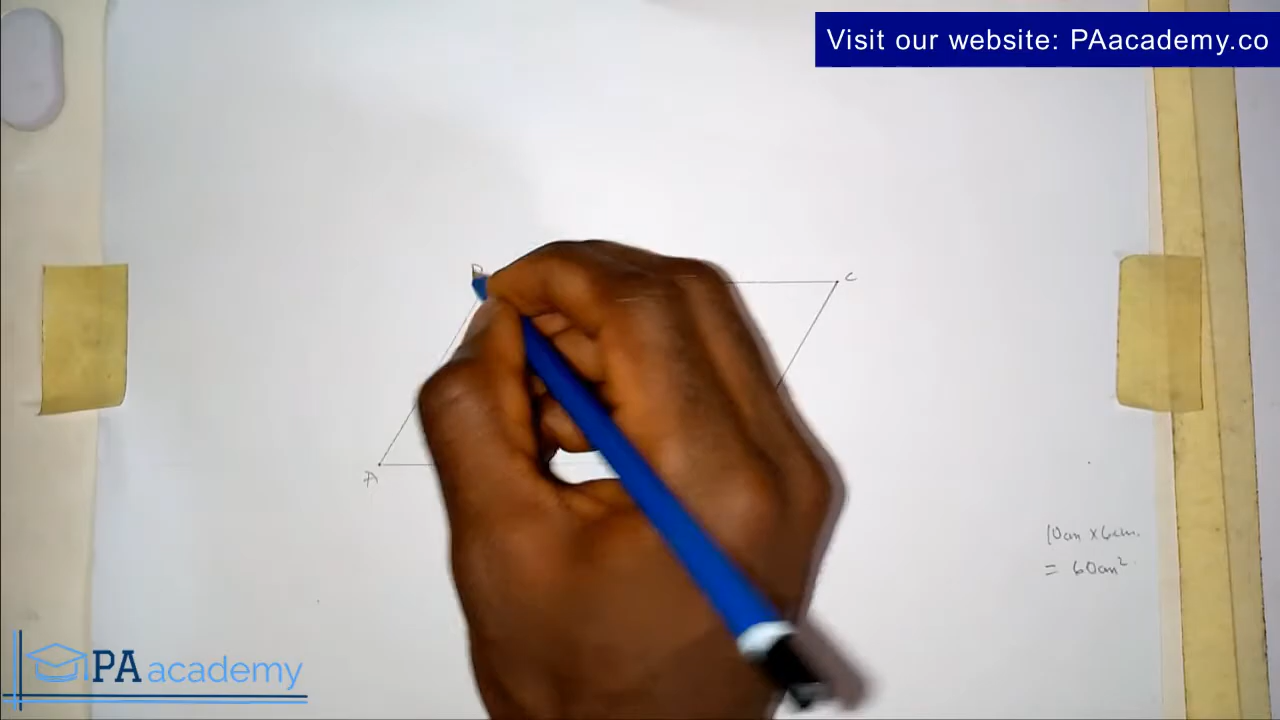 Visit our website: PAacademy.co
B
C
A
10cm x 6cm.
= 60cm²
PA academy